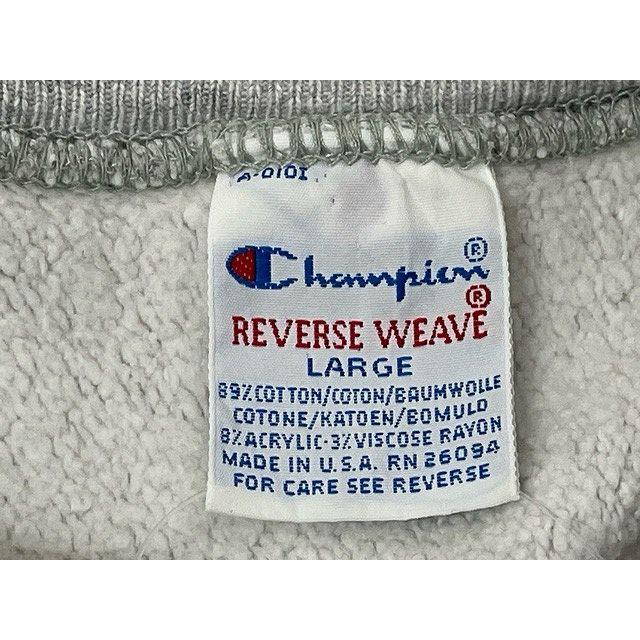 A-0101
Champion®
REVERSE WEAVE®
LARGE
89%COTTON/COTON/BAUMWOLLE
COTONE/KATOEN/BOMULD
8%ACRYLIC-3%VISCOSE RAYON
MADE IN U.S.A. RN 26094
FOR CARE SEE REVERSE